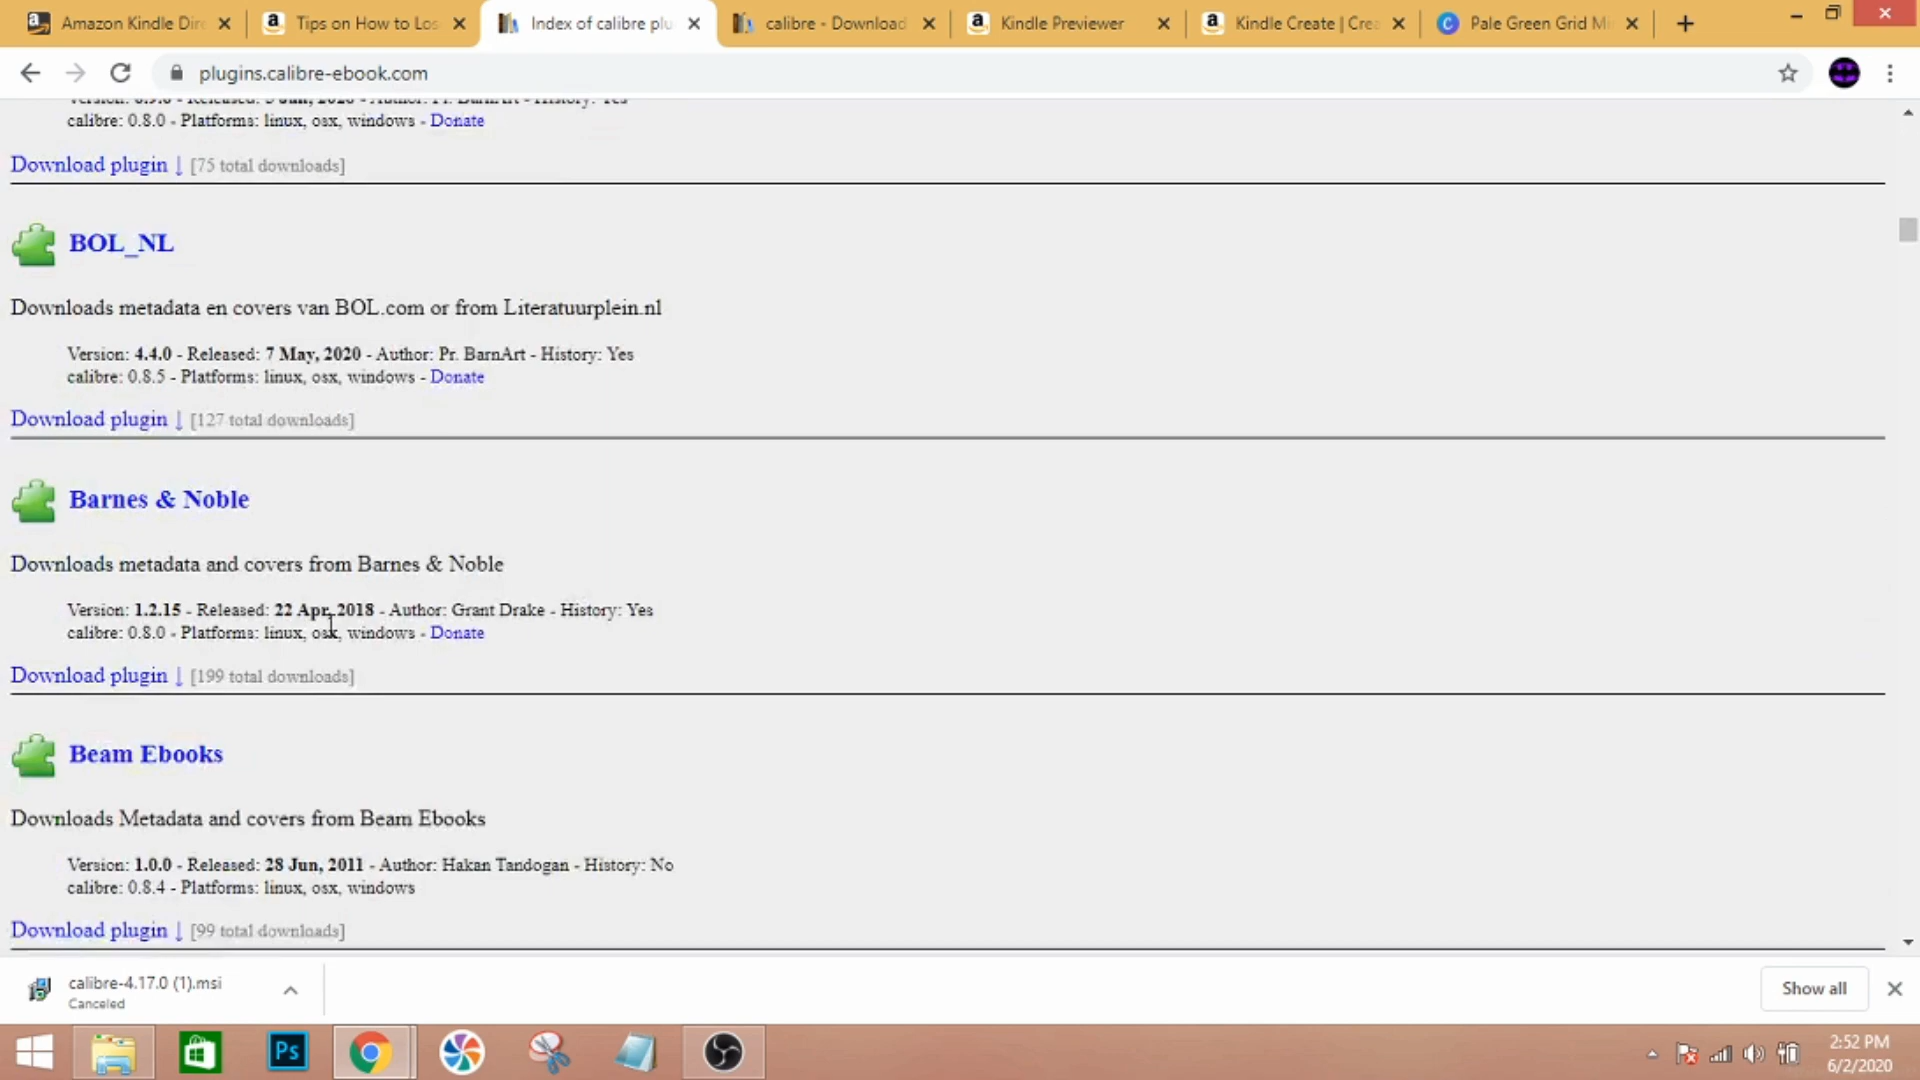 Amazon Kindle Dire
Tips on How to Los
Index of calibre plu
calibre - Download
Kindle Previewer
Kindle Create | Crea
Pale Green Grid Mi
plugins.calibre-ebook.com
calibre: 0.8.0 - Platforms: linux, osx, windows - Donate
Download plugin ↓ [75 total downloads]
BOL_NL
Downloads metadata en covers van BOL.com or from Literatuurplein.nl
Version: 4.4.0 - Released: 7 May, 2020 - Author: Pr. BarnArt - History: Yes
calibre: 0.8.5 - Platforms: linux, osx, windows - Donate
Download plugin ↓ [127 total downloads]
Barnes & Noble
Downloads metadata and covers from Barnes & Noble
Version: 1.2.15 - Released: 22 Apr, 2018 - Author: Grant Drake - History: Yes
calibre: 0.8.0 - Platforms: linux, osx, windows - Donate
Download plugin ↓ [199 total downloads]
Beam Ebooks
Downloads Metadata and covers from Beam Ebooks
Version: 1.0.0 - Released: 28 Jun, 2011 - Author: Hakan Tandogan - History: No
calibre: 0.8.4 - Platforms: linux, osx, windows
Download plugin ↓ [99 total downloads]
calibre-4.17.0 (1).msi
Canceled
Show all
Ps
2:52 PM
6/2/2020